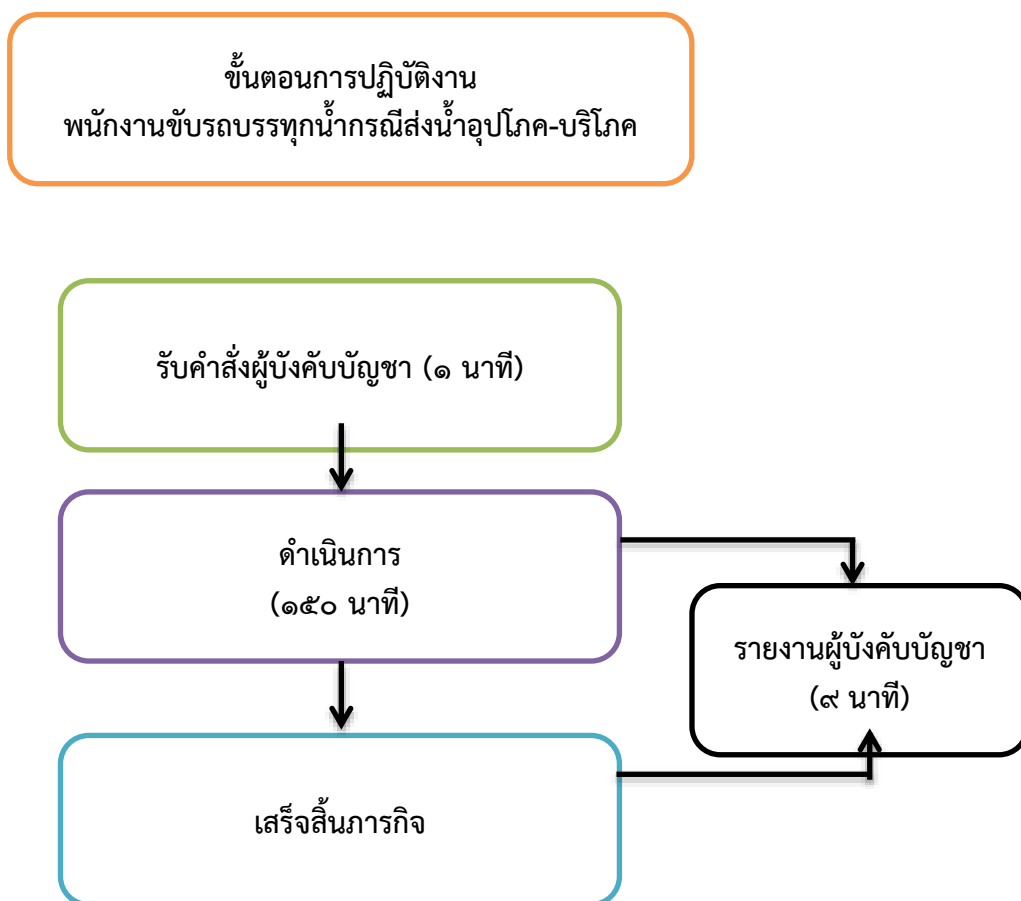 ขั้นตอนการปฏิบัติงาน
พนักงานขับรถบรรทุกน้ำกรณีส่งน้ำอุปโภค-บริโภค
รับคำสั่งผู้บังคับบัญชา (๑ นาที)
ดำเนินการ
(๑๕๐ นาที)
รายงานผู้บังคับบัญชา
(๙ นาที)
เสร็จสิ้นภารกิจ